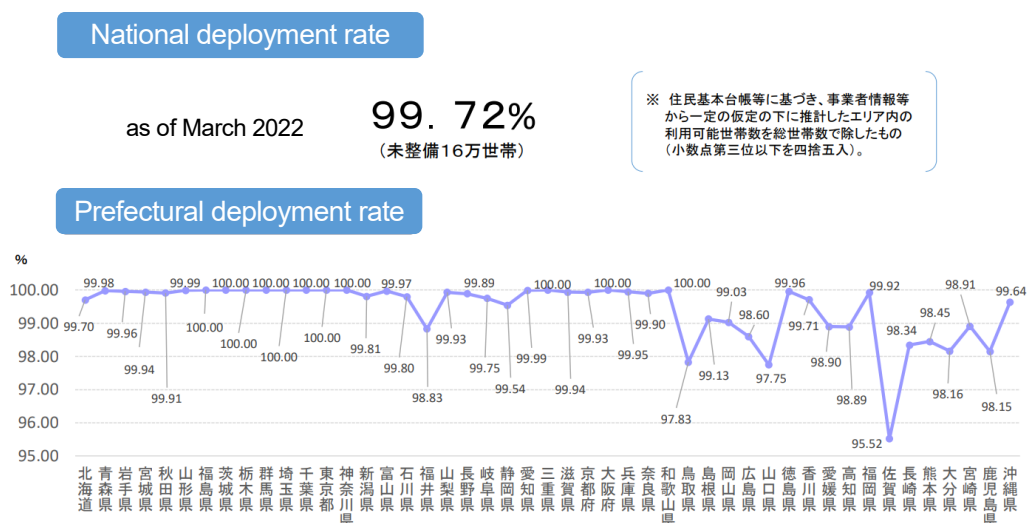 National deployment rate
as of March 2022
99．72%
（未整備16万世帯）
※ 住民基本台帳等に基づき、事業者情報等
から一定の仮定の下に推計したエリア内の
利用可能世帯数を総世帯数で除したもの
（小数点第三位以下を四捨五入）。
Prefectural deployment rate
%
100.00
99.00
98.00
97.00
96.00
95.00
99.70
99.98
99.96
99.94
99.91
99.99
100.00
100.00
100.00
100.00
100.00
100.00
100.00
100.00
99.81
99.97
99.80
98.83
99.93
99.89
99.75
99.54
99.99
100.00
99.94
99.93
100.00
99.95
99.90
100.00
97.83
99.13
99.03
98.60
97.75
99.96
99.71
98.90
98.89
99.92
95.52
98.34
98.45
98.16
98.91
98.15
99.64
北海道
青森県
岩手県
宮城県
秋田県
山形県
福島県
茨城県
栃木県
群馬県
埼玉県
千葉県
東京都
神奈川県
新潟県
富山県
石川県
福井県
山梨県
長野県
岐阜県
静岡県
愛知県
三重県
滋賀県
京都府
大阪府
兵庫県
奈良県
和歌山県
鳥取県
島根県
岡山県
広島県
山口県
徳島県
香川県
愛媛県
高知県
福岡県
佐賀県
長崎県
熊本県
大分県
宮崎県
鹿児島県
沖縄県